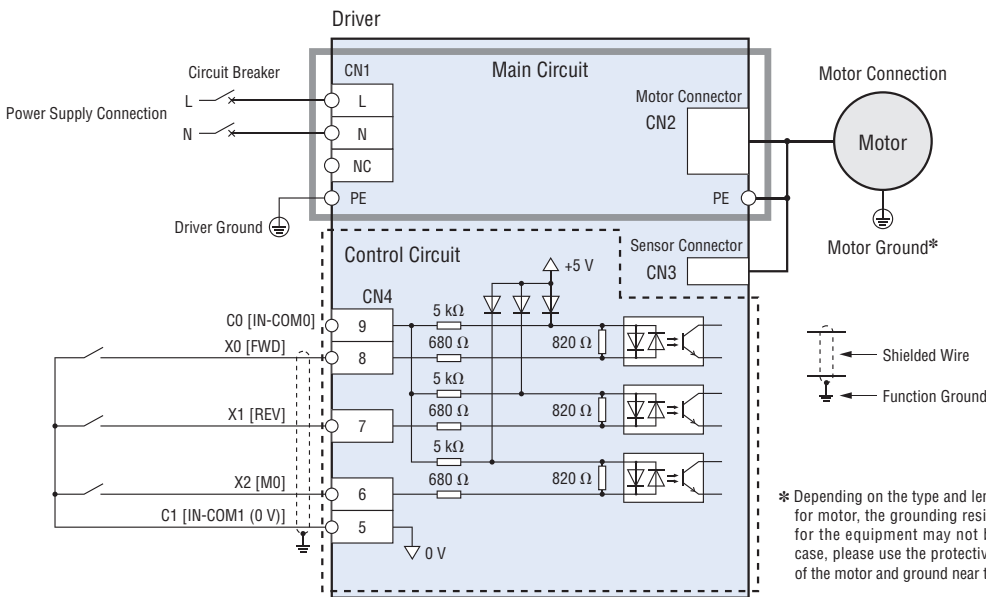 Driver
Main Circuit
Circuit Breaker
CN1
Power Supply Connection
L
L
N
N
NC
PE
Driver Ground
Motor Connector
CN2
PE
Motor Connection
Motor
Motor Ground*
Sensor Connector
CN3
Control Circuit
+5 V
CN4
C0 [IN-COM0]
9
5 kΩ
X0 [FWD]
8
680 Ω
820 Ω
5 kΩ
X1 [REV]
7
680 Ω
820 Ω
5 kΩ
X2 [M0]
6
680 Ω
820 Ω
C1 [IN-COM1 (0 V)]
5
0 V
Shielded Wire
Function Ground
* Depending on the type and
for motor, the grounding
for the equipment may not
case, please use the
of the motor and ground near